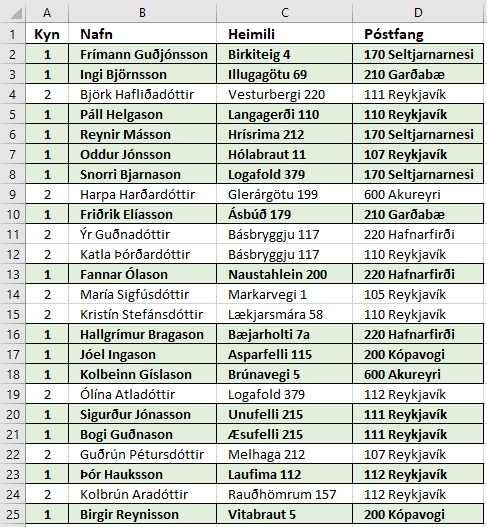 A B C D
1 Kyn Nafn Heimili Póstfang
2 1 Frímann Guðjónsson Birkiteig 4 170 Seltjarnarnesi
3 1 Ingi Björnsson Illugagötu 69 210 Garðabæ
4 2 Björk Hafliðadóttir Vesturbergi 220 111 Reykjavík
5 1 Páll Helgason Langagerði 110 110 Reykjavík
6 1 Reynir Másson Hrísrima 212 170 Seltjarnarnesi
7 1 Oddur Jónsson Hólabraut 11 107 Reykjavík
8 1 Snorri Bjarnason Logafold 379 170 Seltjarnarnesi
9 2 Harpa Harðardóttir Glerárgötu 199 600 Akureyri
10 1 Friðrik Elíasson Ásbúð 179 210 Garðabæ
11 2 Ýr Guðnadóttir Básbryggju 117 220 Hafnarfirði
12 2 Katla Þórðardóttir Básbryggju 117 110 Reykjavík
13 1 Fannar Ólason Naustahlein 200 220 Hafnarfirði
14 2 María Sigfúsdóttir Markarvegi 1 105 Reykjavík
15 2 Kristín Stefánsdóttir Lækjarsmára 58 110 Reykjavík
16 1 Hallgrímur Bragason Bæjarholti 7a 220 Hafnarfirði
17 1 Jóel Ingason Asparfelli 115 200 Kópavogi
18 1 Kolbeinn Gíslason Brúnavegi 5 600 Akureyri
19 2 Ólína Atladóttir Logafold 379 112 Reykjavík
20 1 Sigurður Jónasson Unufelli 215 111 Reykjavík
21 1 Bogi Guðnason Æsufelli 215 111 Reykjavík
22 2 Guðrún Pétursdóttir Melhaga 212 107 Reykjavík
23 1 Þór Hauksson Laufima 112 112 Reykjavík
24 2 Kolbrún Aradóttir Rauðhömrum 157 112 Reykjavík
25 1 Birgir Reynisson Vitabraut 5 200 Kópavogi